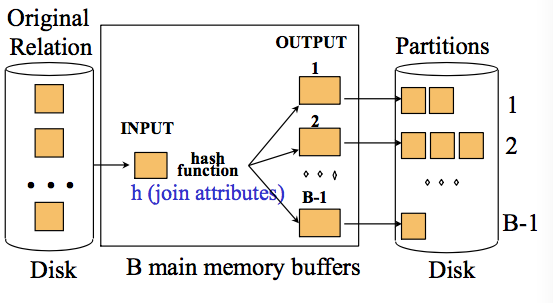 Original
Relation
OUTPUT
Partitions
1
1
INPUT
2
2
hash
function
h (join attributes)
B-1
B-1
Disk
B main memory buffers
Disk